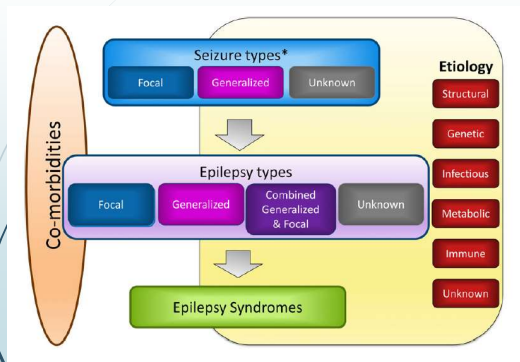 Co-morbidities
Seizure types*
Focal
Generalized
Unknown
Epilepsy types
Focal
Generalized
Combined
Generalized
& Focal
Unknown
Epilepsy Syndromes
Etiology
Structural
Genetic
Infectious
Metabolic
Immune
Unknown